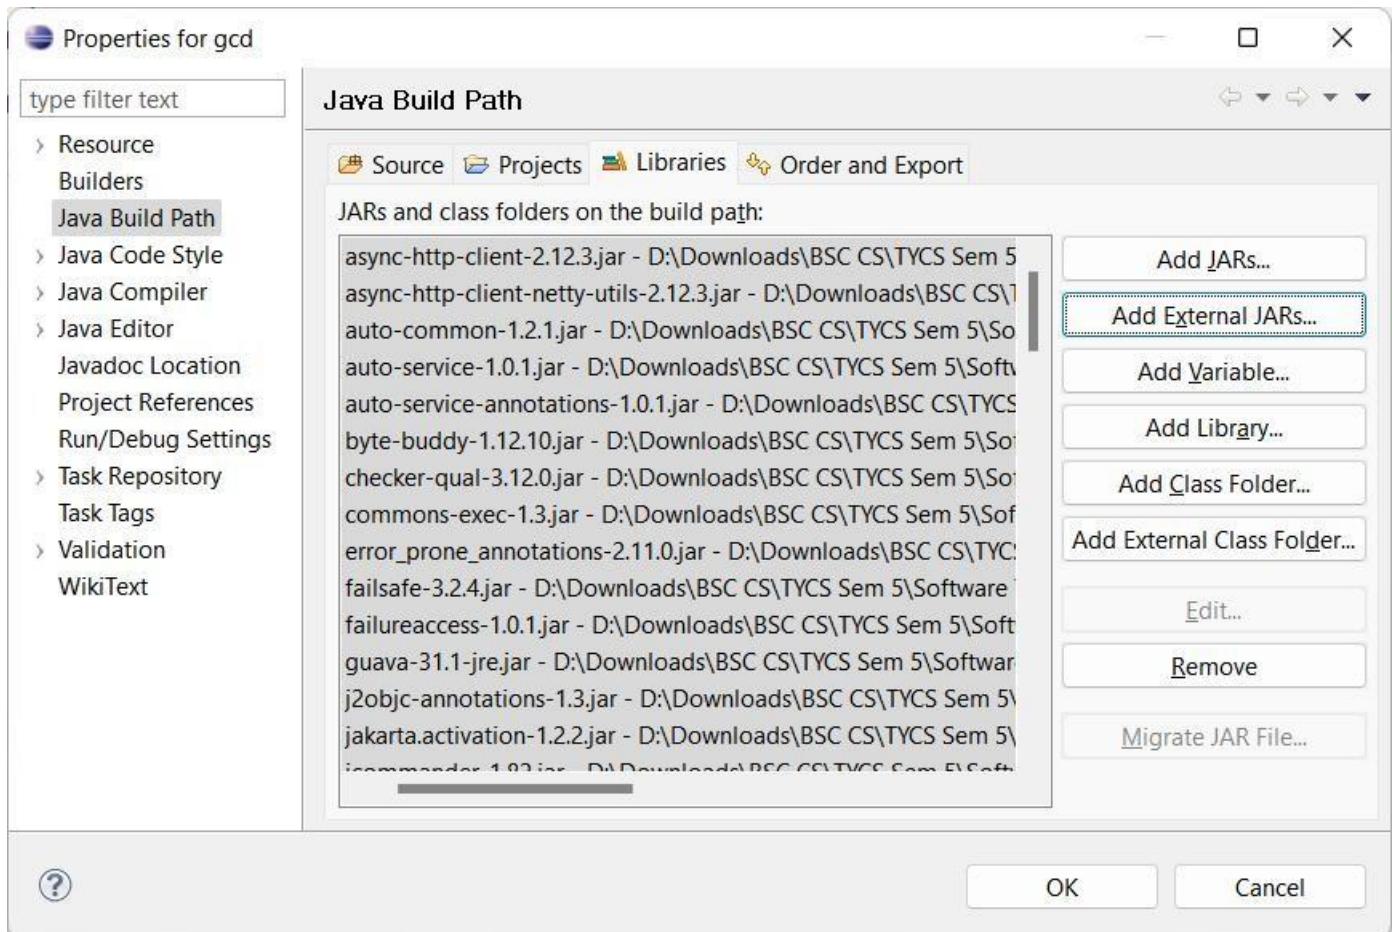 Properties for gcd
type filter text
Resource
Builders
Java Build Path
Java Code Style
Java Compiler
Java Editor
Javadoc Location
Project References
Run/Debug Settings
Task Repository
Task Tags
Validation
WikiText
Java Build Path
Source
Projects
Libraries
Order and Export
JARs and class folders on the build path:
async-http-client-2.12.3.jar - D:\Downloads\BSC CS\TYCS Sem 5
async-http-client-netty-utils-2.12.3.jar - D:\Downloads\BSC CS\
auto-common-1.2.1.jar - D:\Downloads\BSC CS\TYCS Sem 5\So
auto-service-1.0.1.jar - D:\Downloads\BSC CS\TYCS Sem 5\Soft
auto-service-annotations-1.0.1.jar - D:\Downloads\BSC CS\TYCS
byte-buddy-1.12.10.jar - D:\Downloads\BSC CS\TYCS Sem 5\So
checker-qual-3.12.0.jar - D:\Downloads\BSC CS\TYCS Sem 5\So
commons-exec-1.3.jar - D:\Downloads\BSC CS\TYCS Sem 5\Sof
error_prone_annotations-2.11.0.jar - D:\Downloads\BSC CS\TYC
failsafe-3.2.4.jar - D:\Downloads\BSC CS\TYCS Sem 5\Software
failureaccess-1.0.1.jar - D:\Downloads\BSC CS\TYCS Sem 5\Soft
guava-31.1-jre.jar - D:\Downloads\BSC CS\TYCS Sem 5\Softwar
j2objc-annotations-1.3.jar - D:\Downloads\BSC CS\TYCS Sem 5\
jakarta.activation-1.2.2.jar - D:\Downloads\BSC CS\TYCS Sem 5\
jcommander-1.82.jar - D:\Downloads\BSC CS\TYCS Sem 5\Soft
Add JARs...
Add External JARs...
Add Variable...
Add Library...
Add Class Folder...
Add External Class Folder...
Edit...
Remove
Migrate JAR File...
OK
Cancel